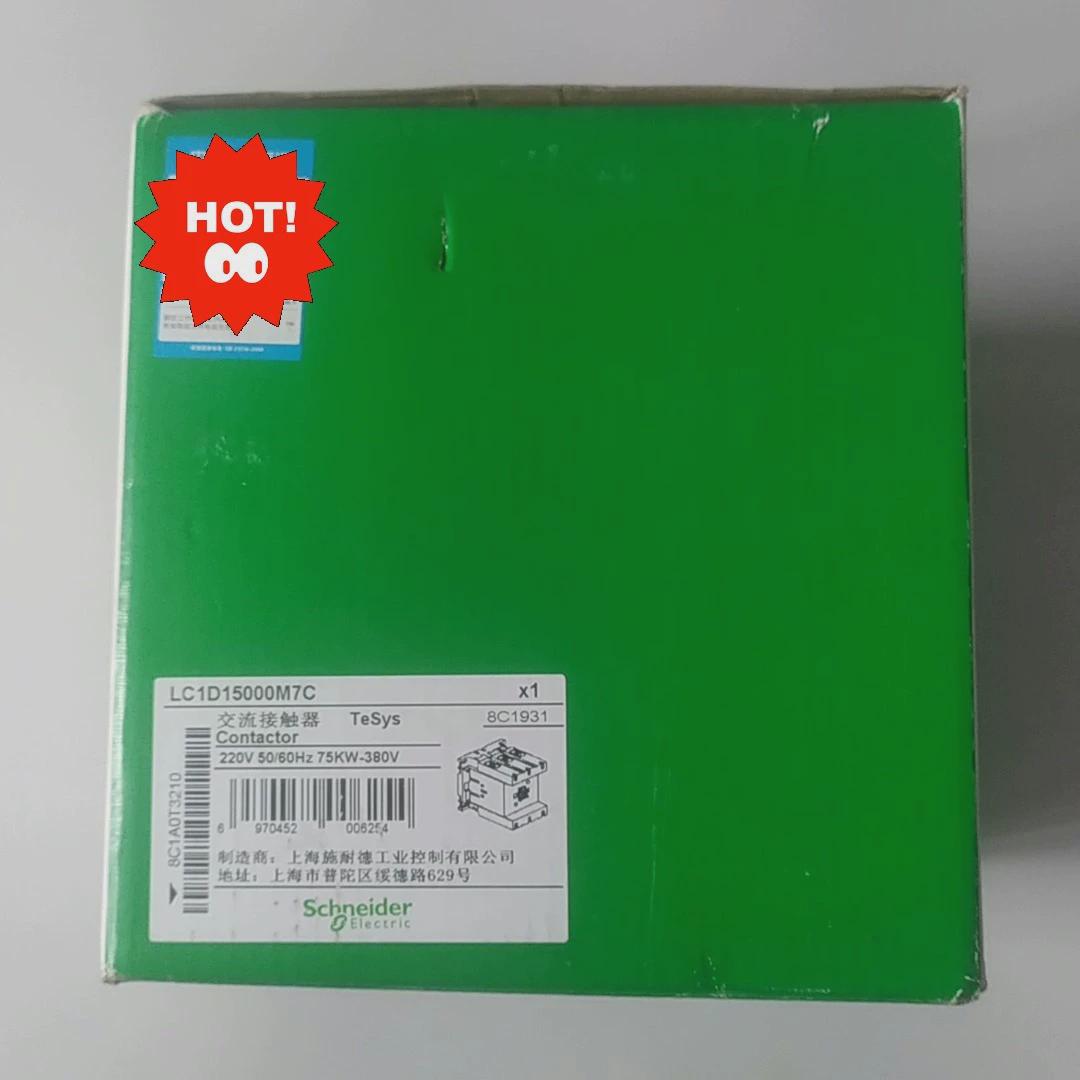 HOT!
LC1D15000M7C x1
交流接触器 TeSys 8C1931
Contactor
220V 50/60Hz 75KW-380V
8C1A0T3210
6 970452 006254
制造商：上海施耐德工业控制有限公司
地址：上海市普陀区绥德路629号
Schneider
Electric